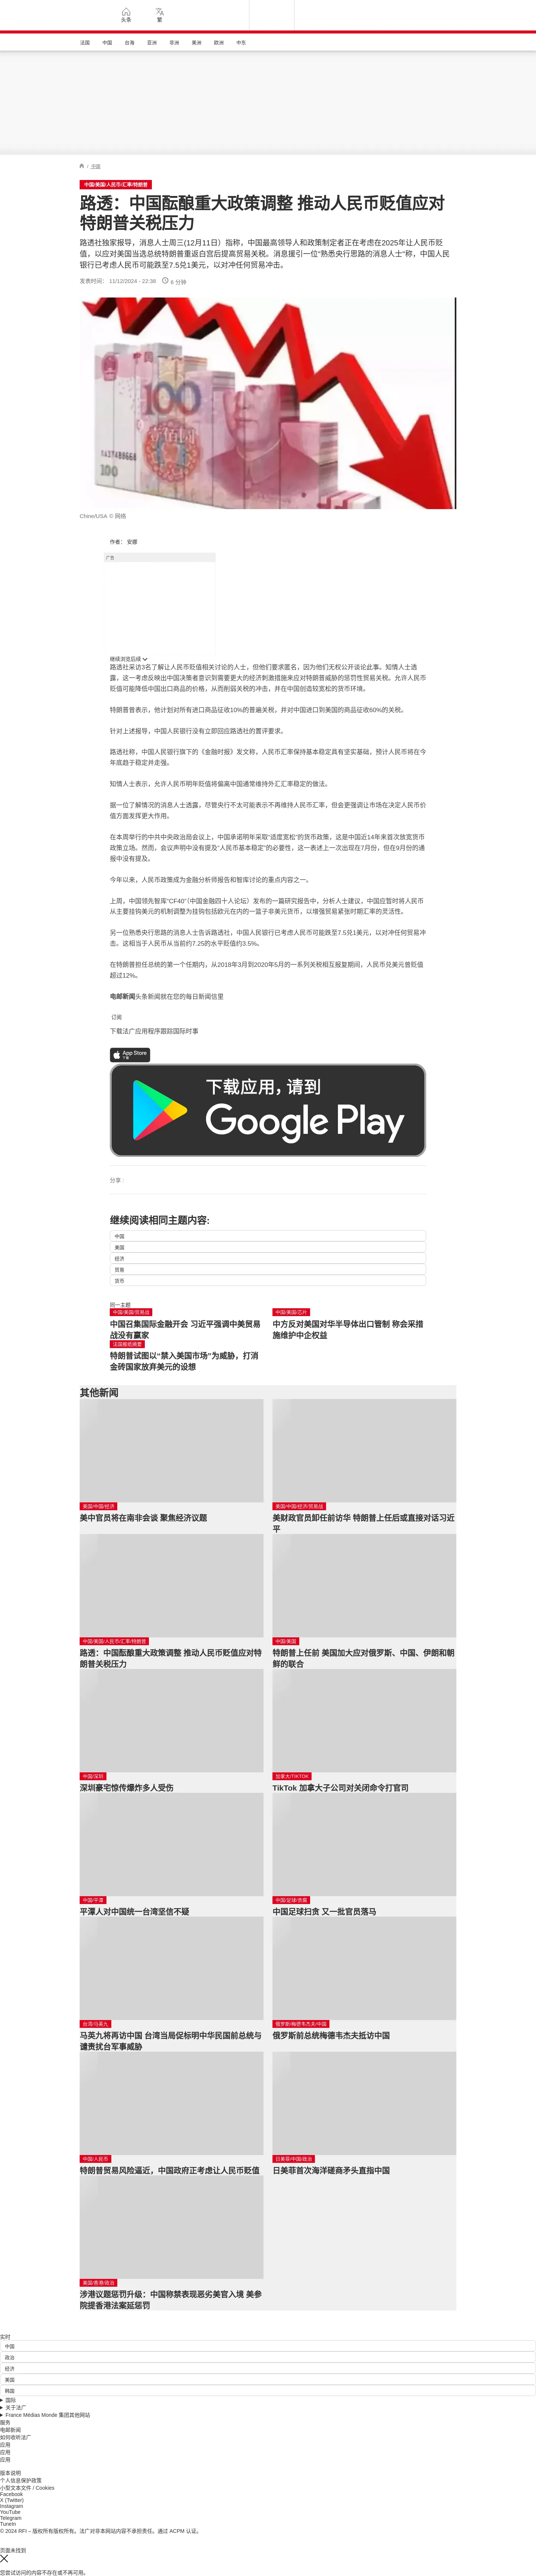 头条
繁
法国
中国
台海
亚洲
非洲
美洲
欧洲
中东
/ 中国
中国/美国/人民币/汇率/特朗普
路透：中国酝酿重大政策调整 推动人民币贬值应对
特朗普关税压力
路透社独家报导，消息人士周三(12月11日）指称，中国最高领导人和政策制定者正在考虑在2025年让人民币贬
值，以应对美国当选总统特朗普重返白宫后提高贸易关税。消息援引一位“熟悉央行思路的消息人士”称，中国人民
银行已考虑人民币可能跌至7.5兑1美元，以对冲任何贸易冲击。
发表时间： 11/12/2024 - 22:38
6 分钟
Chine/USA © 网络
作者： 安娜
广告
继续浏览后续
路透社采访3名了解让人民币贬值相关讨论的人士，但他们要求匿名，因为他们无权公开谈论此事。知情人士透
露，这一考虑反映出中国决策者意识到需要更大的经济刺激措施来应对特朗普威胁的惩罚性贸易关税。允许人民币
贬值可能降低中国出口商品的价格，从而削弱关税的冲击，并在中国创造较宽松的货币环境。
特朗普曾表示，他计划对所有进口商品征收10%的普遍关税，并对中国进口到美国的商品征收60%的关税。
针对上述报导，中国人民银行没有立即回应路透社的置评要求。
路透社称，中国人民银行旗下的《金融时报》发文称，人民币汇率保持基本稳定具有坚实基础，预计人民币将在今
年底趋于稳定并走强。
知情人士表示，允许人民币明年贬值将偏离中国通常维持外汇汇率稳定的做法。
据一位了解情况的消息人士透露，尽管央行不太可能表示不再维持人民币汇率，但会更强调让市场在决定人民币价
值方面发挥更大作用。
在本周举行的中共中央政治局会议上，中国承诺明年采取“适度宽松”的货币政策，这是中国近14年来首次放宽货币
政策立场。然而，会议声明中没有提及“人民币基本稳定”的必要性，这一表述上一次出现在7月份，但在9月份的通
报中没有提及。
今年以来，人民币政策成为金融分析师报告和智库讨论的重点内容之一。
上周，中国领先智库“CF40”（中国金融四十人论坛）发布的一篇研究报告中，分析人士建议，中国应暂时将人民币
从主要挂钩美元的机制调整为挂钩包括欧元在内的一篮子非美元货币，以增强贸易紧张时期汇率的灵活性。
另一位熟悉央行思路的消息人士告诉路透社，中国人民银行已考虑人民币可能跌至7.5兑1美元，以对冲任何贸易冲
击。这相当于人民币从当前约7.25的水平贬值约3.5%。
在特朗普担任总统的第一个任期内，从2018年3月到2020年5月的一系列关税相互报复期间，人民币兑美元曾贬值
超过12%。
电邮新闻头条新闻就在您的每日新闻信里
订阅
下载法广应用程序跟踪国际时事
App Store
下载
下载应用，请到
Google Play
分享 :
继续阅读相同主题内容:
中国
美国
经济
贸易
货币
同一主题
中国/美国/贸易战
中国召集国际金融开会 习近平强调中美贸易
战没有赢家
中国/美国/芯片
中方反对美国对华半导体出口管制 称会采措
施维护中企权益
法国报纸摘要
特朗普试图以“禁入美国市场”为威胁，打消
金砖国家放弃美元的设想
其他新闻
美国/中国/经济
美中官员将在南非会谈 聚焦经济议题
美国/中国/经济/贸易战
美财政官员卸任前访华 特朗普上任后或直接对话习近
平
中国/美国/人民币/汇率/特朗普
路透：中国酝酿重大政策调整 推动人民币贬值应对特
朗普关税压力
中国/美国
特朗普上任前 美国加大应对俄罗斯、中国、伊朗和朝
鲜的联合
中国/深圳
深圳豪宅惊传爆炸多人受伤
加拿大/TIKTOK
TikTok 加拿大子公司对关闭命令打官司
中国/平潭
平潭人对中国统一台湾坚信不疑
中国/足球/贪腐
中国足球扫贪 又一批官员落马
台湾/马英九
马英九将再访中国 台湾当局促标明中华民国前总统与
谴责扰台军事威胁
俄罗斯/梅德韦杰夫/中国
俄罗斯前总统梅德韦杰夫抵访中国
中国/人民币
特朗普贸易风险逼近，中国政府正考虑让人民币贬值
日美菲/中国/政治
日美菲首次海洋磋商矛头直指中国
美国/香港/政治
涉港议题惩罚升级：中国称禁表现恶劣美官入境 美参
院提香港法案延惩罚
实时
中国
政治
经济
美国
韩国
国际
关于法广
France Médias Monde 集团其他网站
服务
电邮新闻
如何收听法广
应用
应用
应用
版本说明
个人信息保护政策
小型文本文件 / Cookies
Facebook
X (Twitter)
Instagram
YouTube
Telegram
TuneIn
© 2024 RFI – 版权所有版权所有。法广对非本网站内容不承担责任。通过 ACPM 认证。
页面未找到
您尝试访问的内容不存在或不再可用。